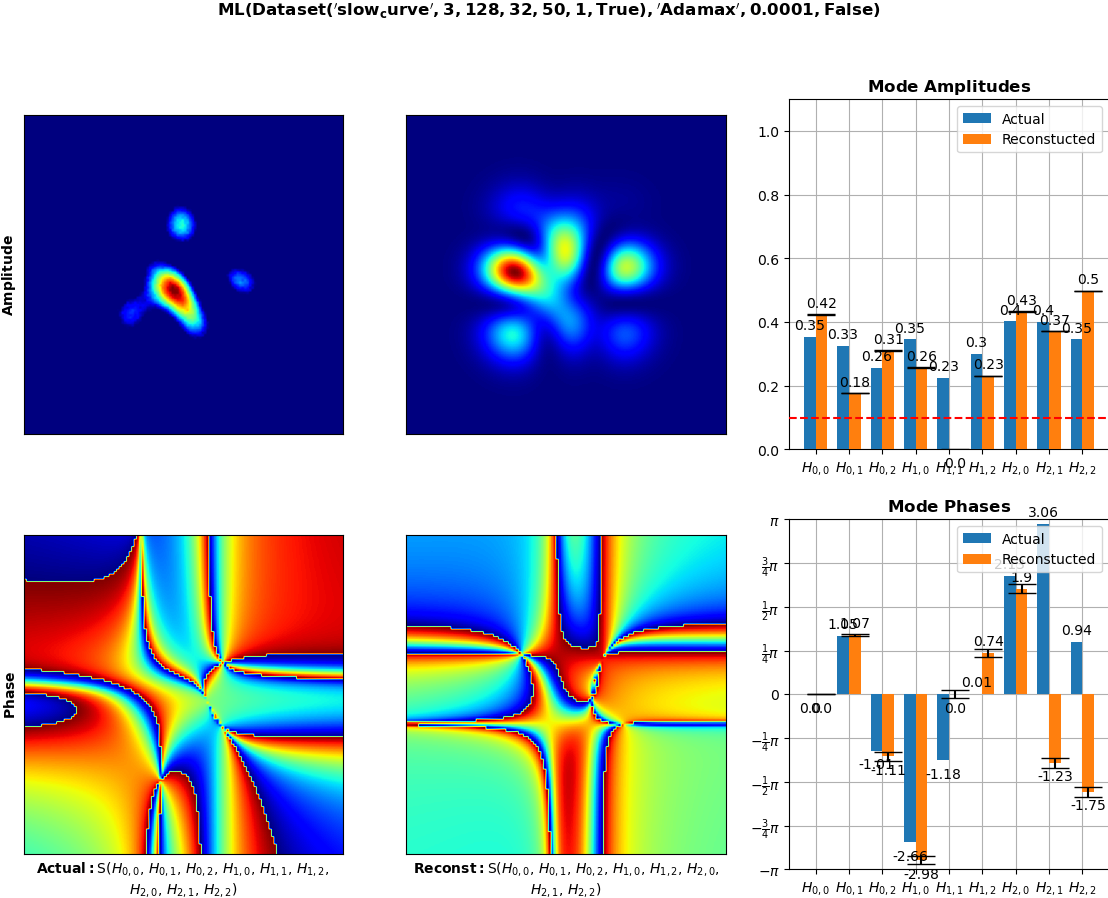 ML(Dataset('slow_curve', 3, 128, 32, 50, 1, True), 'Adamax', 0.0001, False)
Amplitude
Mode Amplitudes
Actual
Reconstucted
1.0
0.8
0.6
0.4
0.2
0.0
0.35
0.42
0.33
0.18
0.26
0.31
0.35
0.26
0.23
0.0
0.3
0.23
0.4
0.43
0.4
0.37
0.35
0.5
H0,0 H0,1 H0,2 H1,0 H1,1 H1,2 H2,0 H2,1 H2,2
Phase
Mode Phases
Actual
Reconstucted
π
3/4π
1/2π
1/4π
0
−1/4π
−1/2π
−3/4π
−π
0.0
0.0
1.05
1.07
-1.01
-1.11
-2.66
-2.98
-1.18
0.0
0.01
0.74
1.9
3.06
-1.23
0.94
-1.75
H0,0 H0,1 H0,2 H1,0 H1,1 H1,2 H2,0 H2,1 H2,2
Actual: S(H0,0, H0,1, H0,2, H1,0, H1,1, H1,2,
H2,0, H2,1, H2,2)
Reconst: S(H0,0, H0,1, H0,2, H1,0, H1,2, H2,0,
H2,1, H2,2)